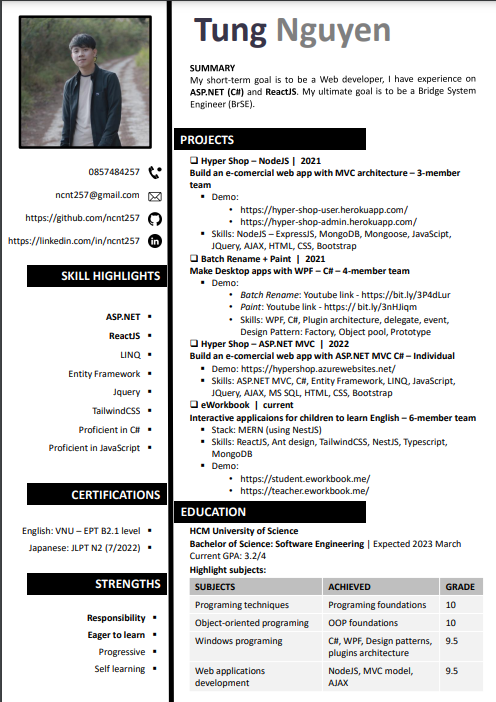 Tung Nguyen
0857484257
ncnt257@gmail.com
https://github.com/ncnt257
https://linkedin.com/in/ncnt257
in
SKILL HIGHLIGHTS
ASP.NET
ReactJS
LINQ
Entity Framework
Jquery
TailwindCSS
Proficient in C#
Proficient in JavaScript
CERTIFICATIONS
English: VNU – EPT B2.1 level
Japanese: JLPT N2 (7/2022)
STRENGTHS
Responsibility
Eager to learn
Progressive
Self learning
SUMMARY
My short-term goal is to be a Web developer, I have experience on
ASP.NET (C#) and ReactJS. My ultimate goal is to be a Bridge System
Engineer (BrSE).
PROJECTS
❑ Hyper Shop – NodeJS | 2021
Build an e-comercial web app with MVC architecture – 3-member
team
▪ Demo:
• https://hyper-shop-user.herokuapp.com/
• https://hyper-shop-admin.herokuapp.com/
▪ Skills: NodeJS – ExpressJS, MongoDB, Mongoose, JavaScipt,
JQuery, AJAX, HTML, CSS, Bootstrap
❑ Batch Rename + Paint | 2021
Make Desktop apps with WPF – C# – 4-member team
▪ Demo:
• Batch Rename: Youtube link - https://bit.ly/3P4dLur
• Paint: Youtube link - https:// bit.ly/3nHJiqm
• Skills: WPF, C#, Plugin architecture, delegate, event,
Design Pattern: Factory, Object pool, Prototype
❑ Hyper Shop – ASP.NET MVC | 2022
Build an e-comercial web app with ASP.NET MVC C# – Individual
▪ Demo: https://hypershop.azurewebsites.net/
▪ Skills: ASP.NET MVC, C#, Entity Framework, LINQ, JavaScript,
JQuery, AJAX, MS SQL, HTML, CSS, Bootstrap
❑ eWorkbook | current
Interactive applicaions for children to learn English – 6-member team
▪ Stack: MERN (using NestJS)
▪ Skills: ReactJS, Ant design, TailwindCSS, NestJS, Typescript,
MongoDB
▪ Demo:
• https://student.eworkbook.me/
• https://teacher.eworkbook.me/
EDUCATION
HCM University of Science
Bachelor of Science: Software Engineering | Expected 2023 March
Current GPA: 3.2/4
Highlight subjects:
SUBJECTS ACHIEVED GRADE
Programing techniques Programing foundations 10
Object-oriented programing OOP foundations 10
Windows programing C#, WPF, Design patterns, 9.5
plugins architecture
Web applications NodeJS, MVC model, 9.5
development AJAX